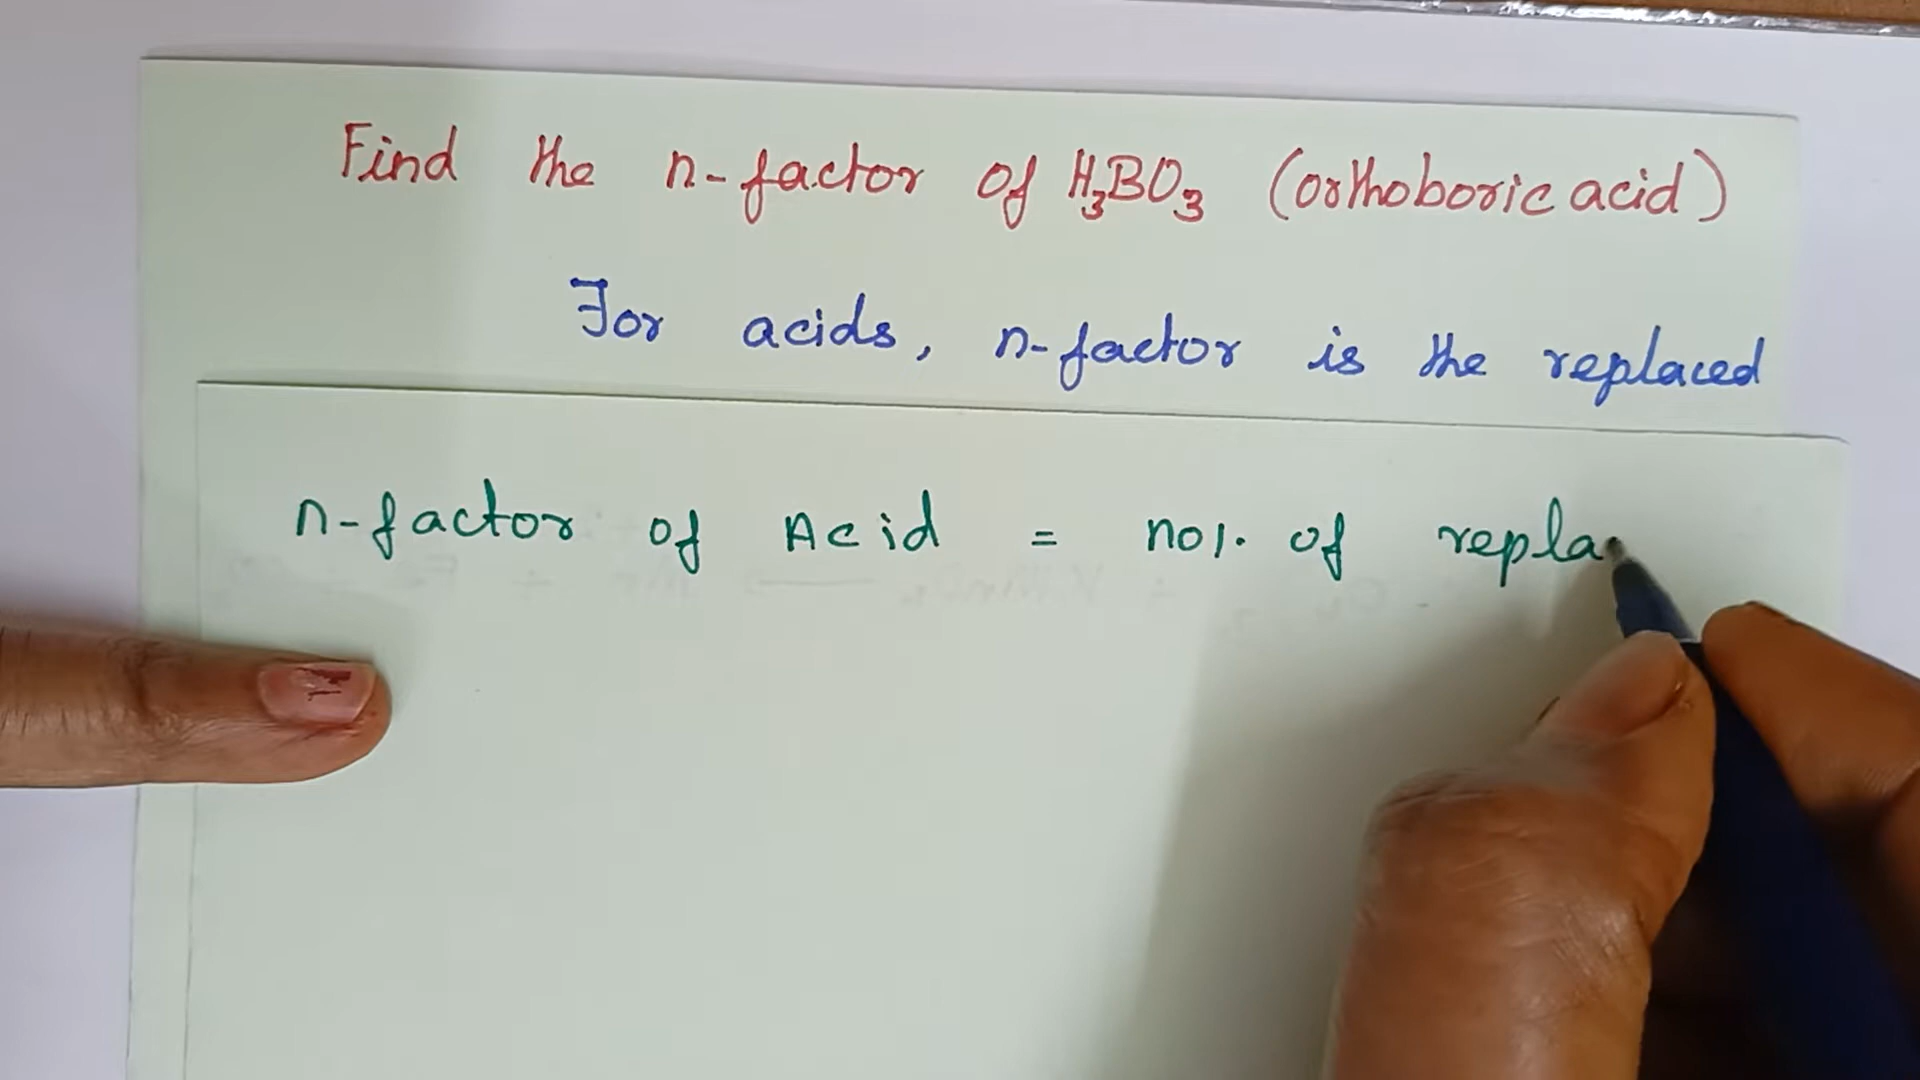 Find the n-factor of H₃BO₃ (orthoboric acid)
For acids, n-factor is the replaced
n-factor of Acid = no/. of repla